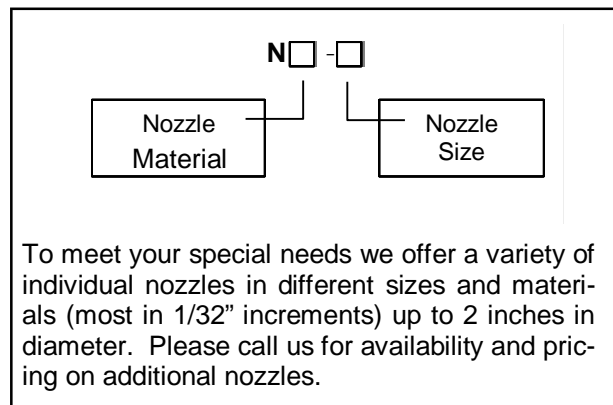 N□ -□
Nozzle Nozzle
Material Size
To meet your special needs we offer a variety of
individual nozzles in different sizes and materi-
als (most in 1/32” increments) up to 2 inches in
diameter.  Please call us for availability and pric-
ing on additional nozzles.